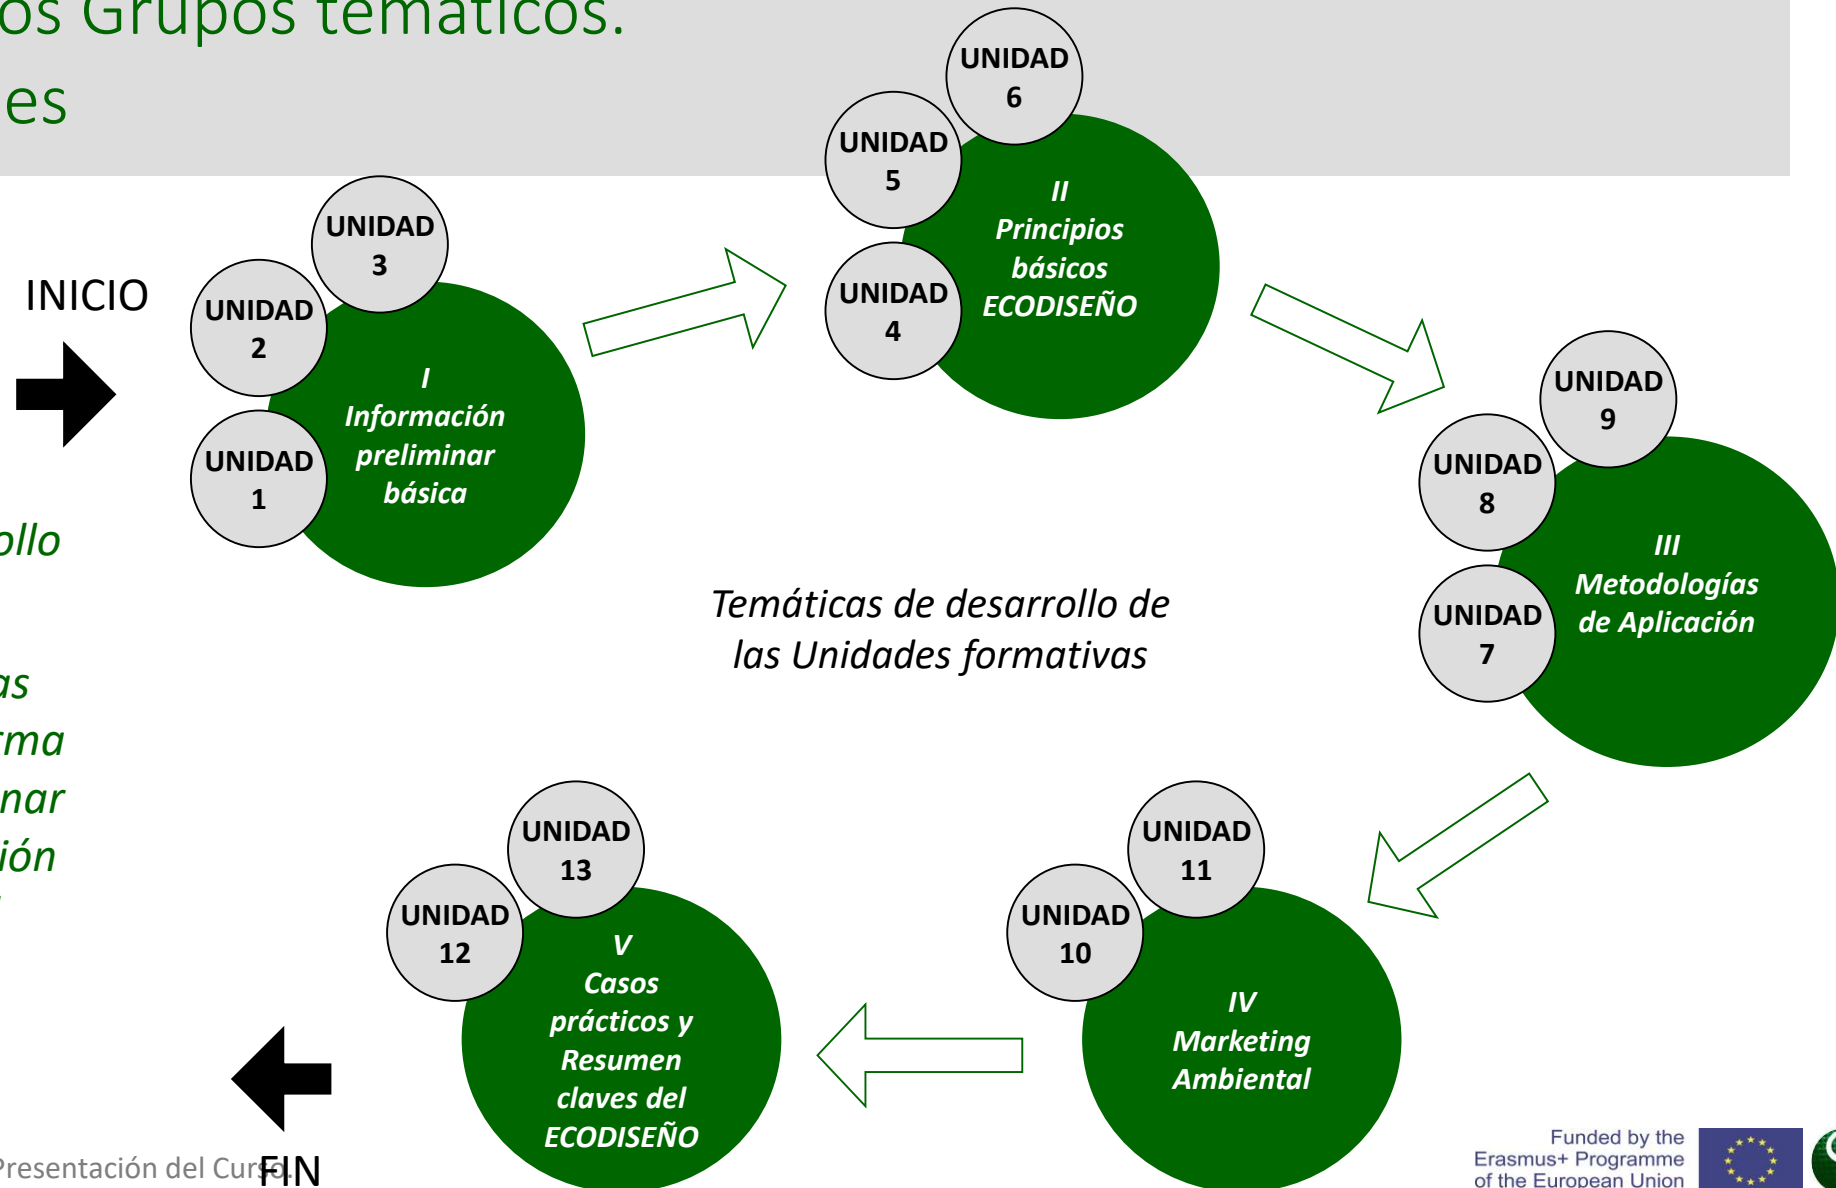 os Grupos temáticos.
es
INICIO
UNIDAD
1
UNIDAD
2
UNIDAD
3
I
Información
preliminar
básica
UNIDAD
4
UNIDAD
5
UNIDAD
6
II
Principios
básicos
ECODISEÑO
UNIDAD
7
UNIDAD
8
UNIDAD
9
III
Metodologías
de Aplicación
Temáticas de desarrollo de
las Unidades formativas
ollo
as
rma
nar
ión
UNIDAD
10
UNIDAD
11
IV
Marketing
Ambiental
UNIDAD
12
UNIDAD
13
V
Casos
prácticos y
Resumen
claves del
ECODISEÑO
FIN
Presentación del Curso.
Funded by the
Erasmus+ Programme
of the European Union